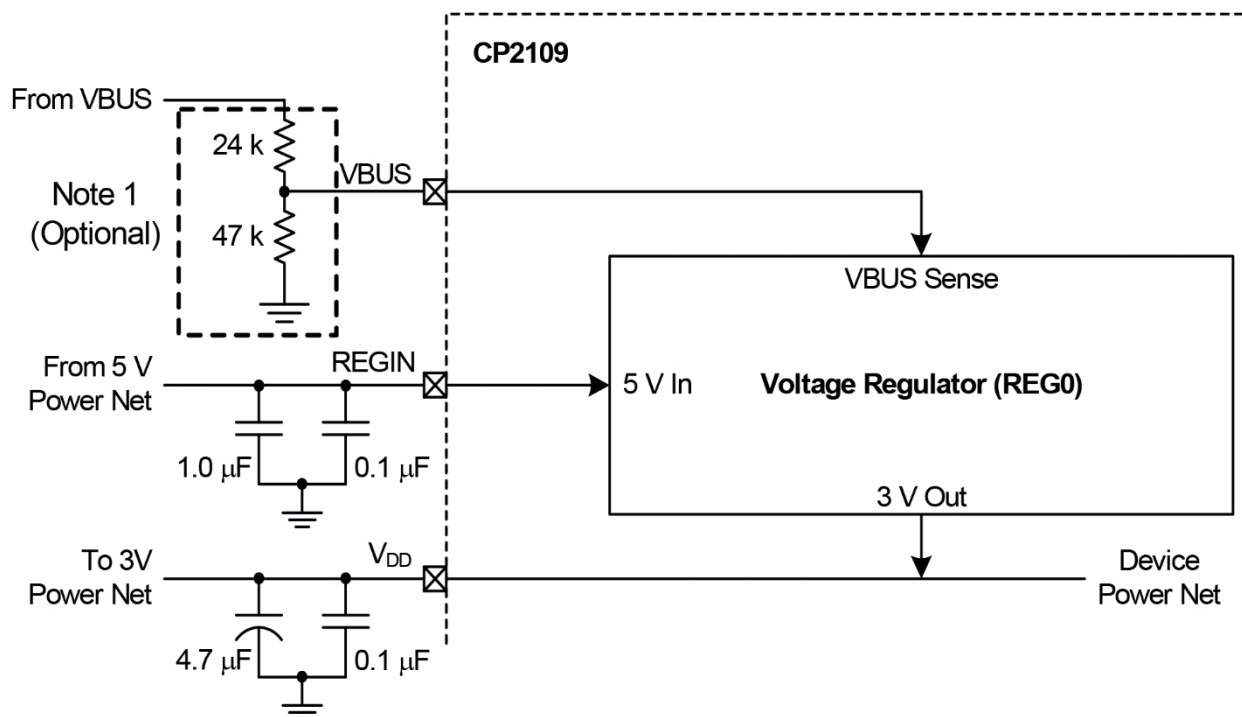 CP2109
From VBUS
24 k
VBUS
Note 1
(Optional)
47 k
VBUS Sense
From 5 V
Power Net
REGIN
5 V In
Voltage Regulator (REG0)
1.0 μF
0.1 μF
3 V Out
To 3V
Power Net
VDD
Device
Power Net
4.7 μF
0.1 μF